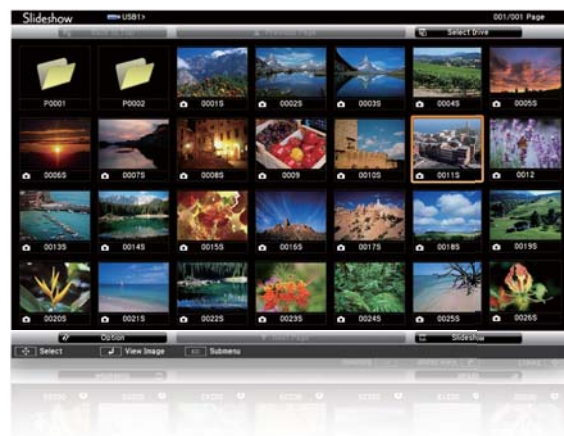 Slideshow USB1> 001/001 Page
Back to Top Previous Page Select Drive
P0001 P0002 0001S 0002S 0003S 0004S 0005S
0006S 0007S 0008S 0009 0010S 0011S 0012
0013S 0014S 0015S 0016S 0017S 0018S 0019S
0020S 0021S 0022S 0023S 0024S 0025S 0026S
Option Next Page Slideshow
Select View Image Submenu